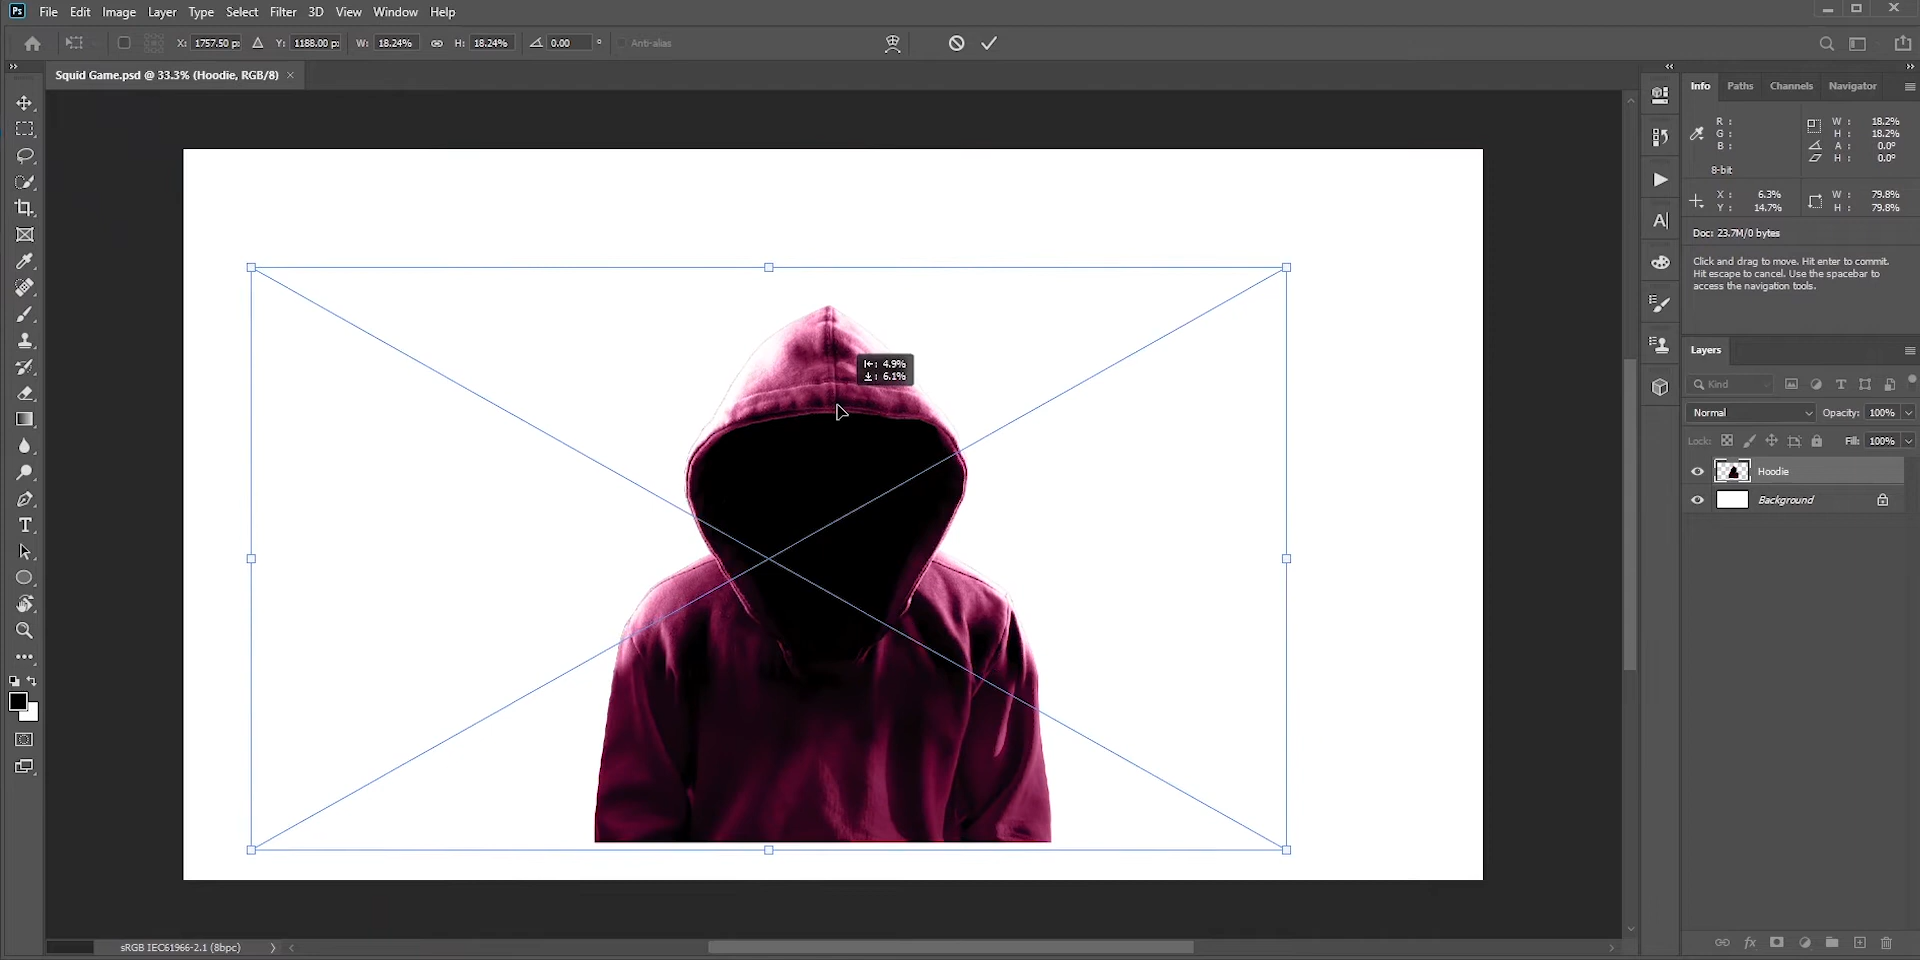 Ps File Edit Image Layer Type Select Filter 3D View Window Help
X: 1757.50 px Δ Y: 1188.00 px W: 18.24% H: 18.24% 0.00 ° Anti-alias
Squid Game.psd @ 33.3% (Hoodie, RGB/8) ×
Info Paths Channels Navigator
R :
G :
B :
8-bit
W : 18.2%
H : 18.2%
A : 0.0°
H : 0.0°
X : 6.3%
Y : 14.7%
W : 79.8%
H : 79.8%
Doc: 23.7M/0 bytes
Click and drag to move. Hit enter to commit.
Hit escape to cancel. Use the spacebar to
access the navigation tools.
: 4.9%
: 6.1%
Layers
Kind
Normal Opacity: 100%
Lock: Fill: 100%
Hoodie
Background
sRGB IEC61966-2.1 (8bpc)